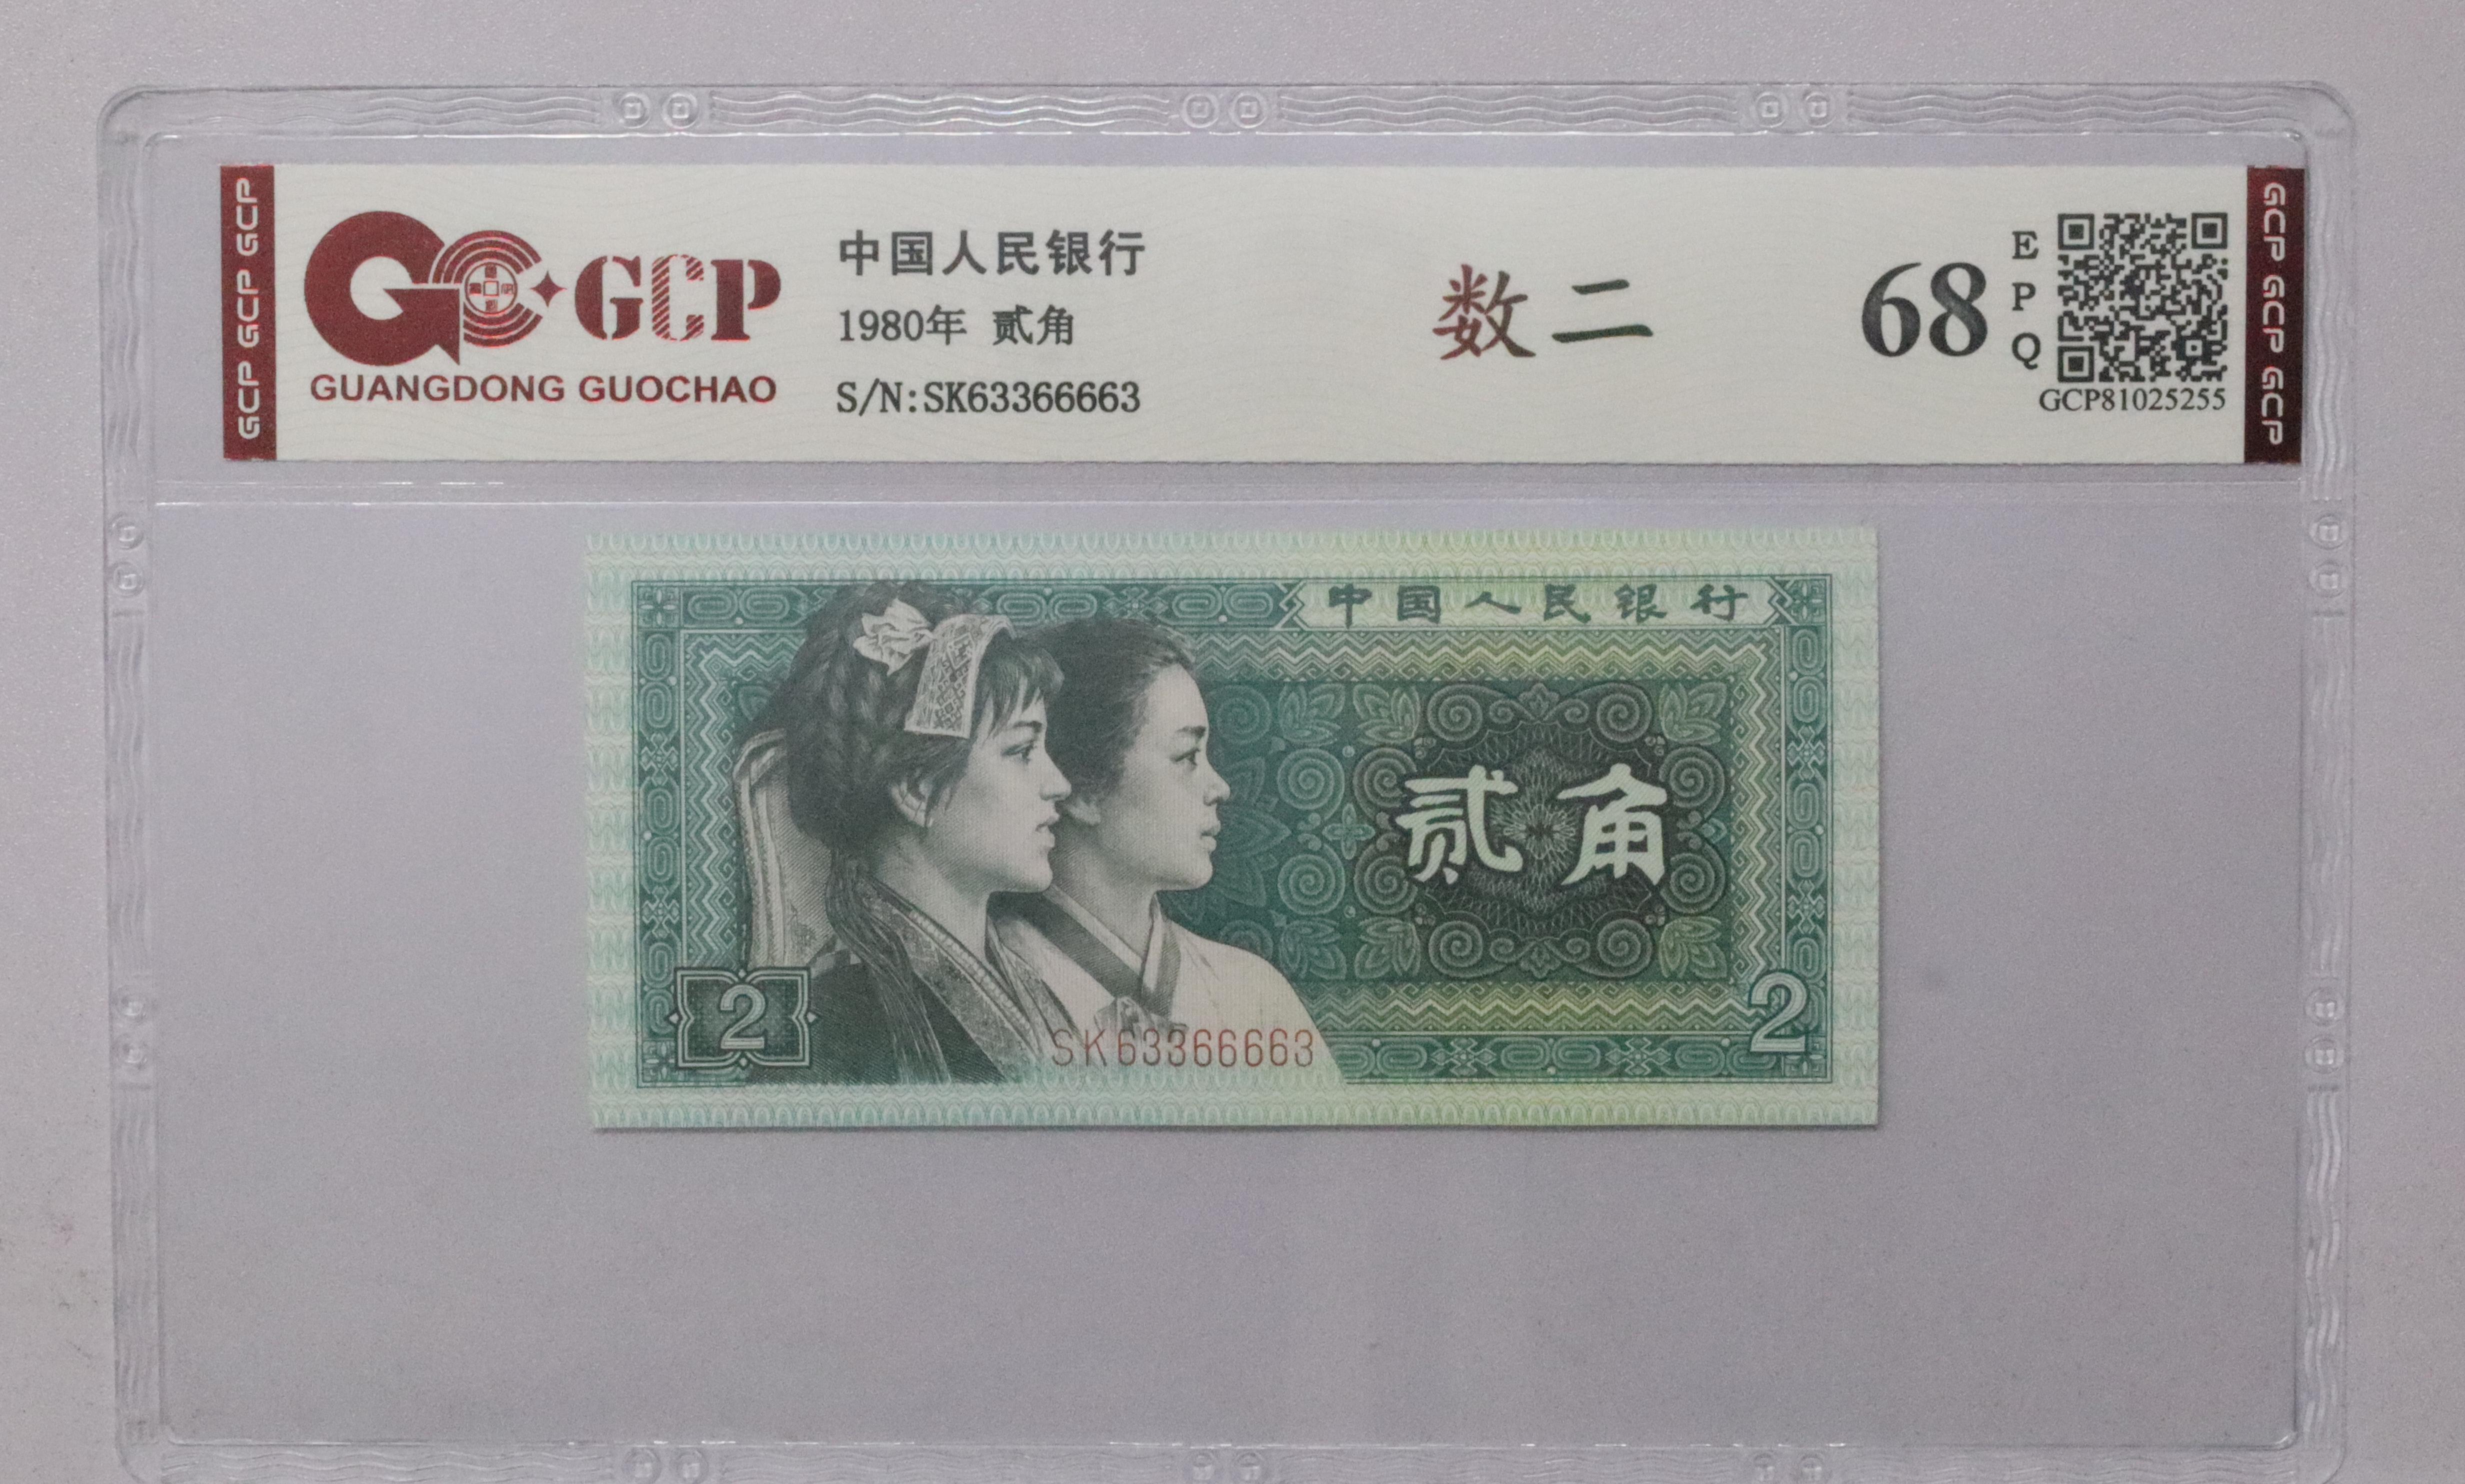 GCP GCP GCP
GCP
GUANGDONG GUOCHAO
中国人民银行
1980年 贰角
S/N:SK63366663
数二
68
E
P
Q
GCP81025255
GCP GCP GCP
中国人民银行
贰角
2
SK63366663
2